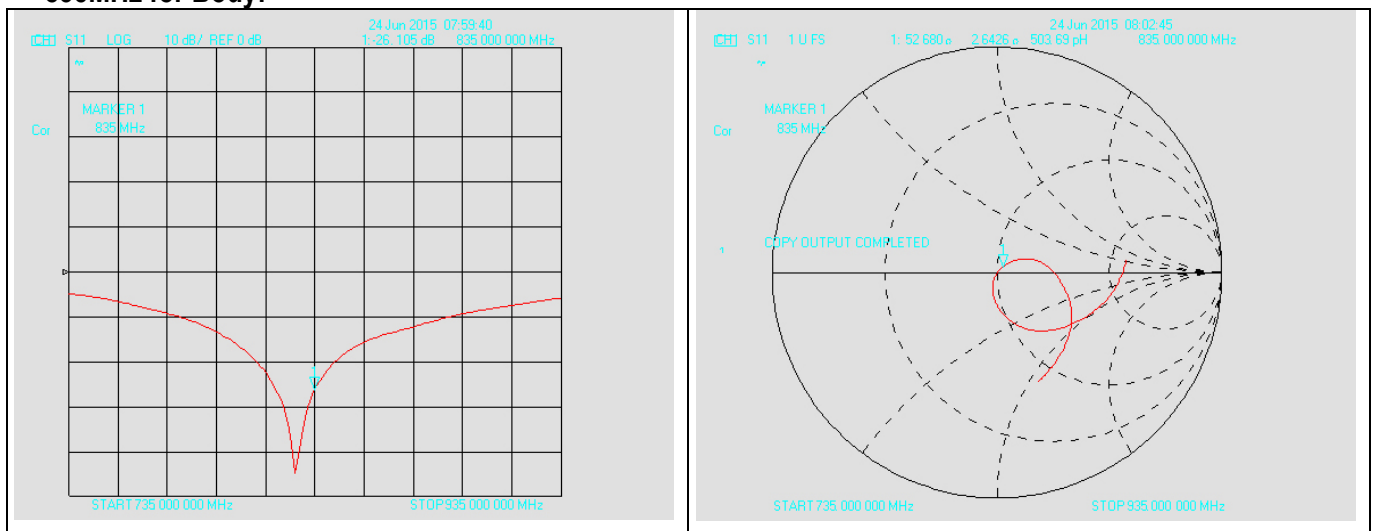 for Body:
24 Jun 2015 07:59:40
CH1 S11 LOG 10 dB/ REF 0 dB 1:-26.105 dB 835 000 000 MHz
MARKER 1
Cor 835 MHz
1
START 735 000 000 MHz STOP 935 000 000 MHz
24 Jun 2015 08:02:45
CH1 S11 1 U FS 1: 52 680 o 2 6426 o 503 69 pH 835 000 000 MHz
MARKER 1
Cor 835 MHz
1 COPY OUTPUT COMPLETED
1
START 735 000 000 MHz STOP 935 000 000 MHz